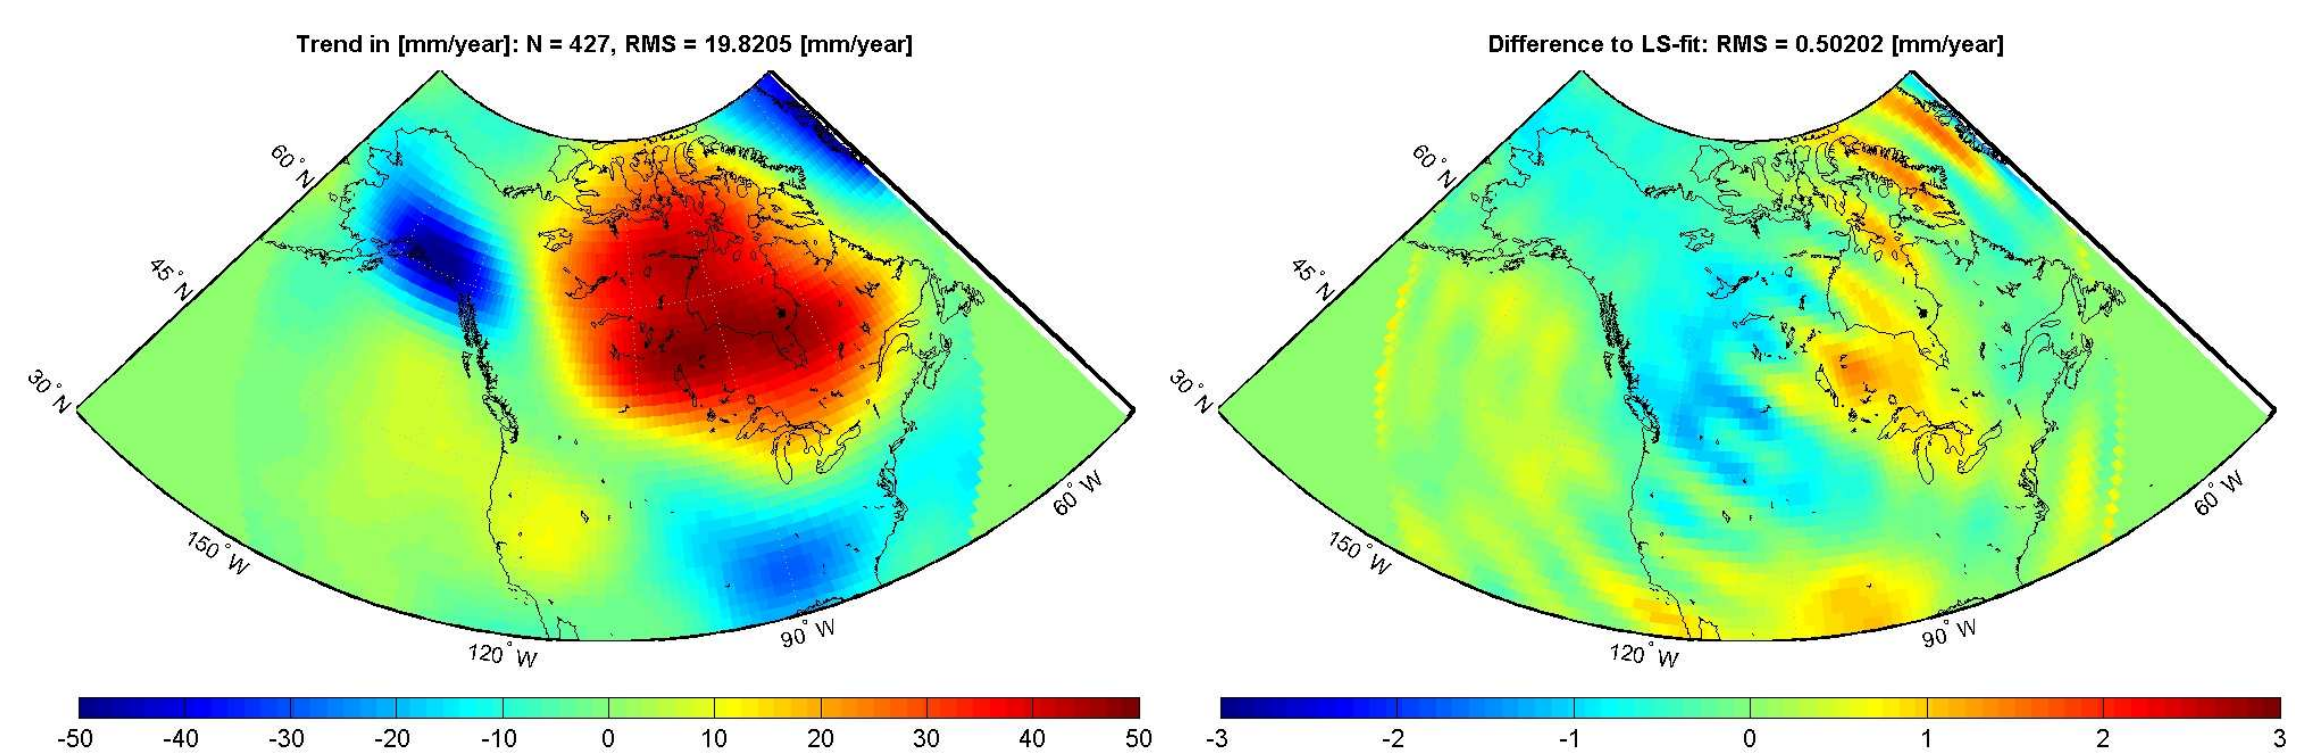 Trend in [mm/year]: N = 427, RMS = 19.8205 [mm/year]
60° N
45° N
30° N
150° W
120° W
90° W
60° W
-50 -40 -30 -20 -10 0 10 20 30 40 50
Difference to LS-fit: RMS = 0.50202 [mm/year]
60° N
45° N
30° N
150° W
120° W
90° W
60° W
-3 -2 -1 0 1 2 3